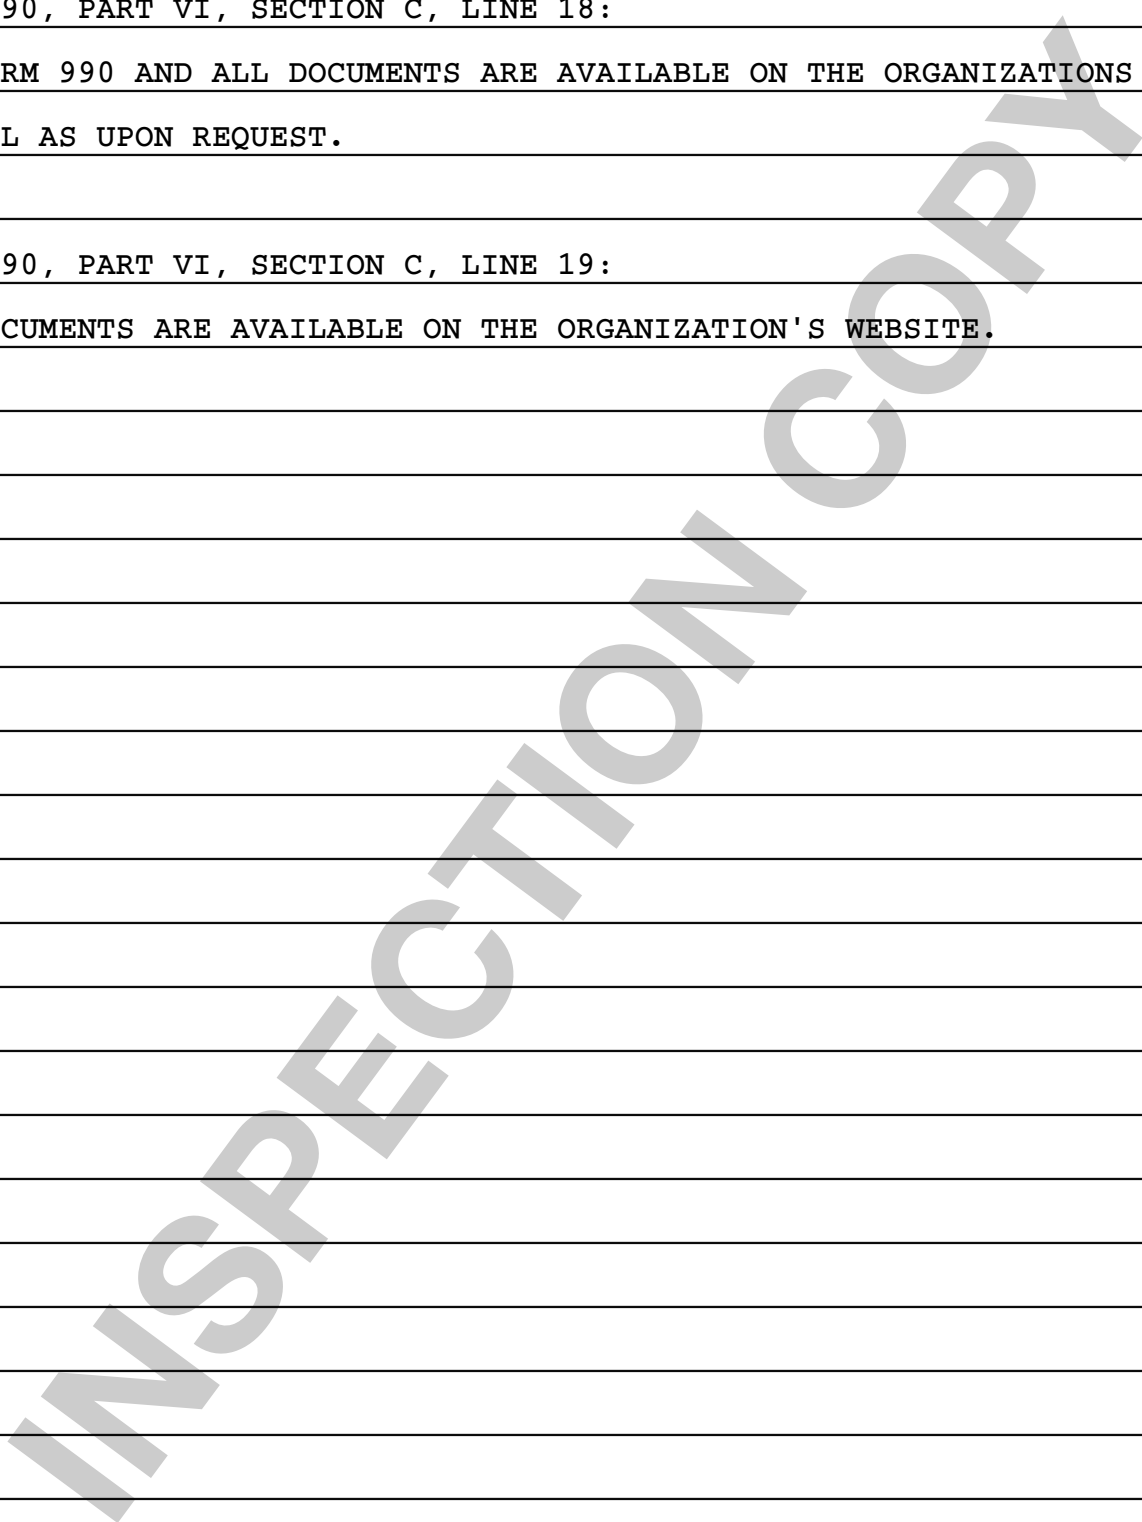 90, PART VI, SECTION C, LINE 18:
RM 990 AND ALL DOCUMENTS ARE AVAILABLE ON THE ORGANIZATIONS
L AS UPON REQUEST.
90, PART VI, SECTION C, LINE 19:
CUMENTS ARE AVAILABLE ON THE ORGANIZATION'S WEBSITE.
INSPECTION COPY